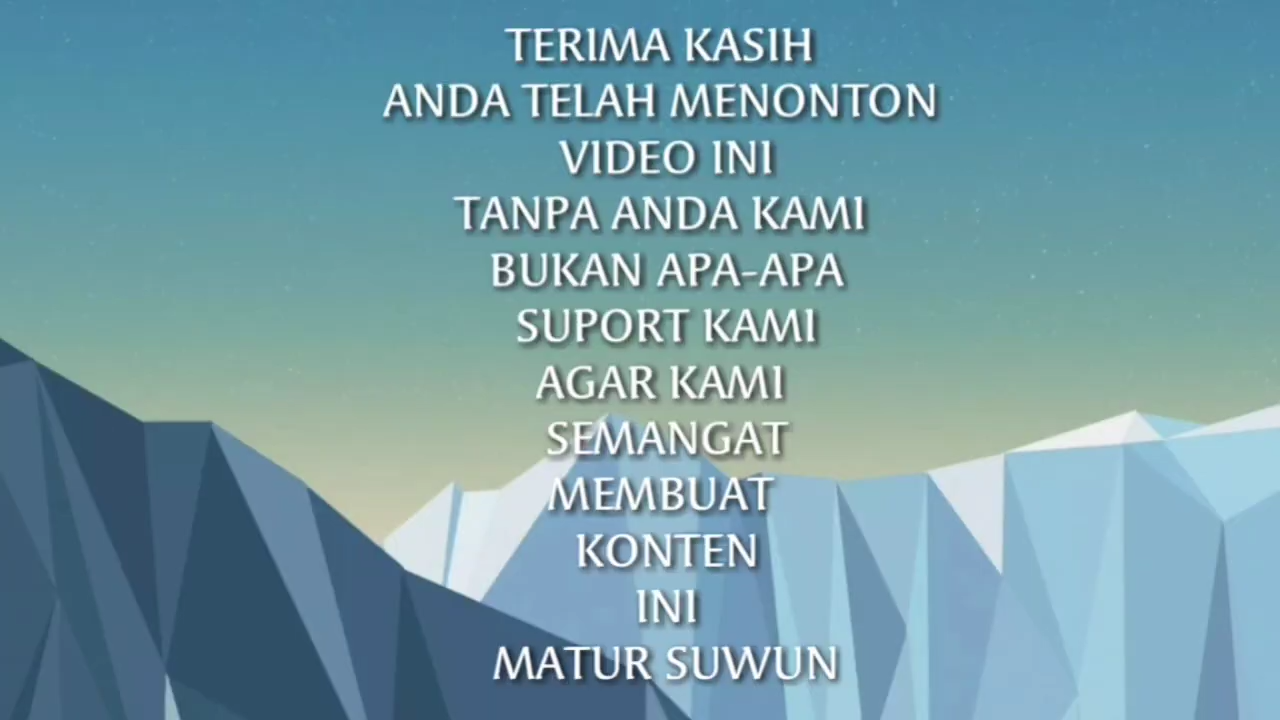 TERIMA KASIH
ANDA TELAH MENONTON
VIDEO INI
TANPA ANDA KAMI
BUKAN APA-APA
SUPORT KAMI
AGAR KAMI
SEMANGAT
MEMBUAT
KONTEN
INI
MATUR SUWUN